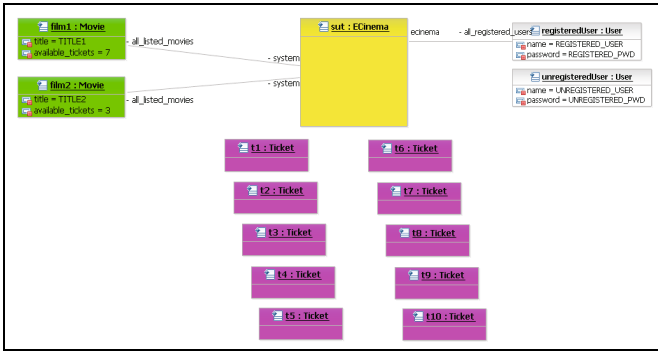 film1 : Movie
title = TITLE1
available_tickets = 7
- all_listed_movies
- system
sut : ECinema
ecinema
- all_registered_users
registeredUser : User
name = REGISTERED_USER
password = REGISTERED_PWD
film2 : Movie
title = TITLE2
available_tickets = 3
- all_listed_movies
- system
unregisteredUser : User
name = UNREGISTERED_USER
password = UNREGISTERED_PWD
t1 : Ticket
t6 : Ticket
t2 : Ticket
t7 : Ticket
t3 : Ticket
t8 : Ticket
t4 : Ticket
t9 : Ticket
t5 : Ticket
t10 : Ticket